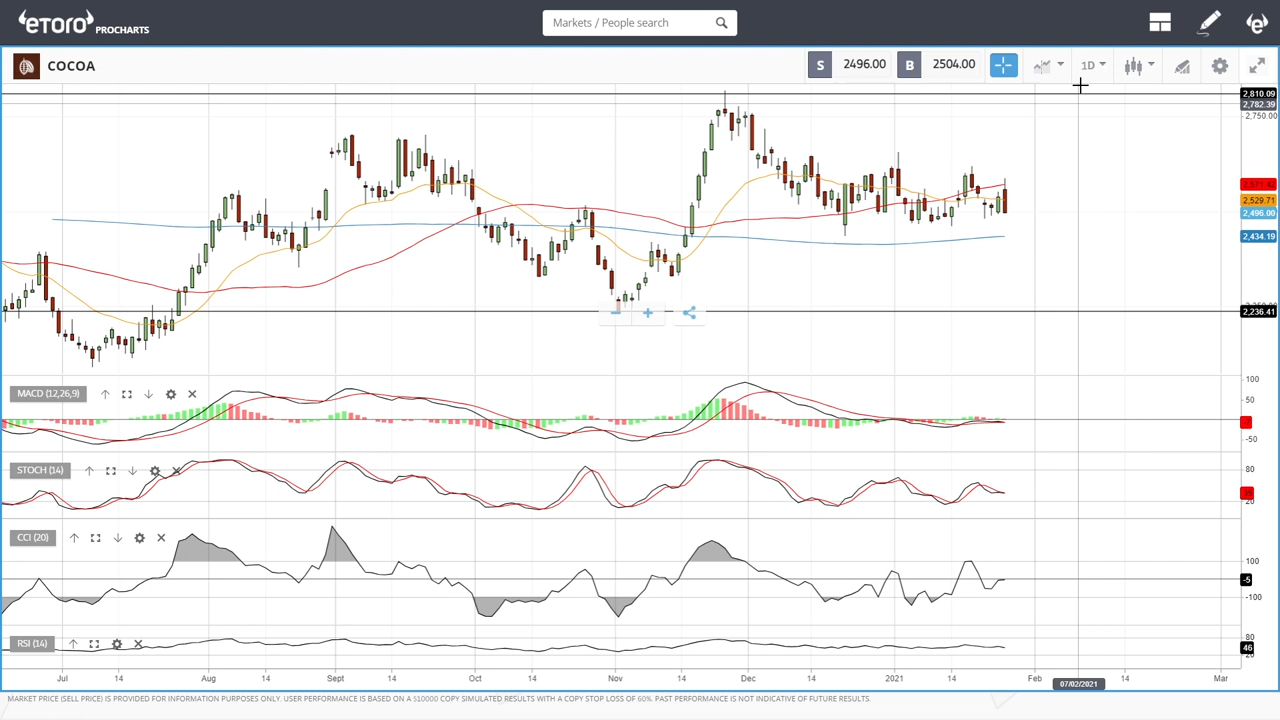 eToro PROCHARTS
Markets / People search
COCOA
S 2496.00 B 2504.00
1D
2,810.09
2,782.39
2,750.00
2,529.71
2,496.00
2,434.19
2,236.41
MACD (12,26,9)
100
50
-50
STOCH (14)
80
20
CCI (20)
100
-5
-100
RSI (14)
80
46
Jul 14 Aug 14 Sept 14 Oct 14 Nov 14 Dec 14 2021 14 Feb 14 Mar
07/02/2021
MARKET PRICE (SELL PRICE) IS PROVIDED FOR INFORMATION PURPOSES ONLY. USER PERFORMANCE IS BASED ON A $10000 COPY SIMULATED RESULTS WITH A COPY STOP LOSS OF 60%. PAST PERFORMANCE IS NOT INDICATIVE OF FUTURE RESULTS.